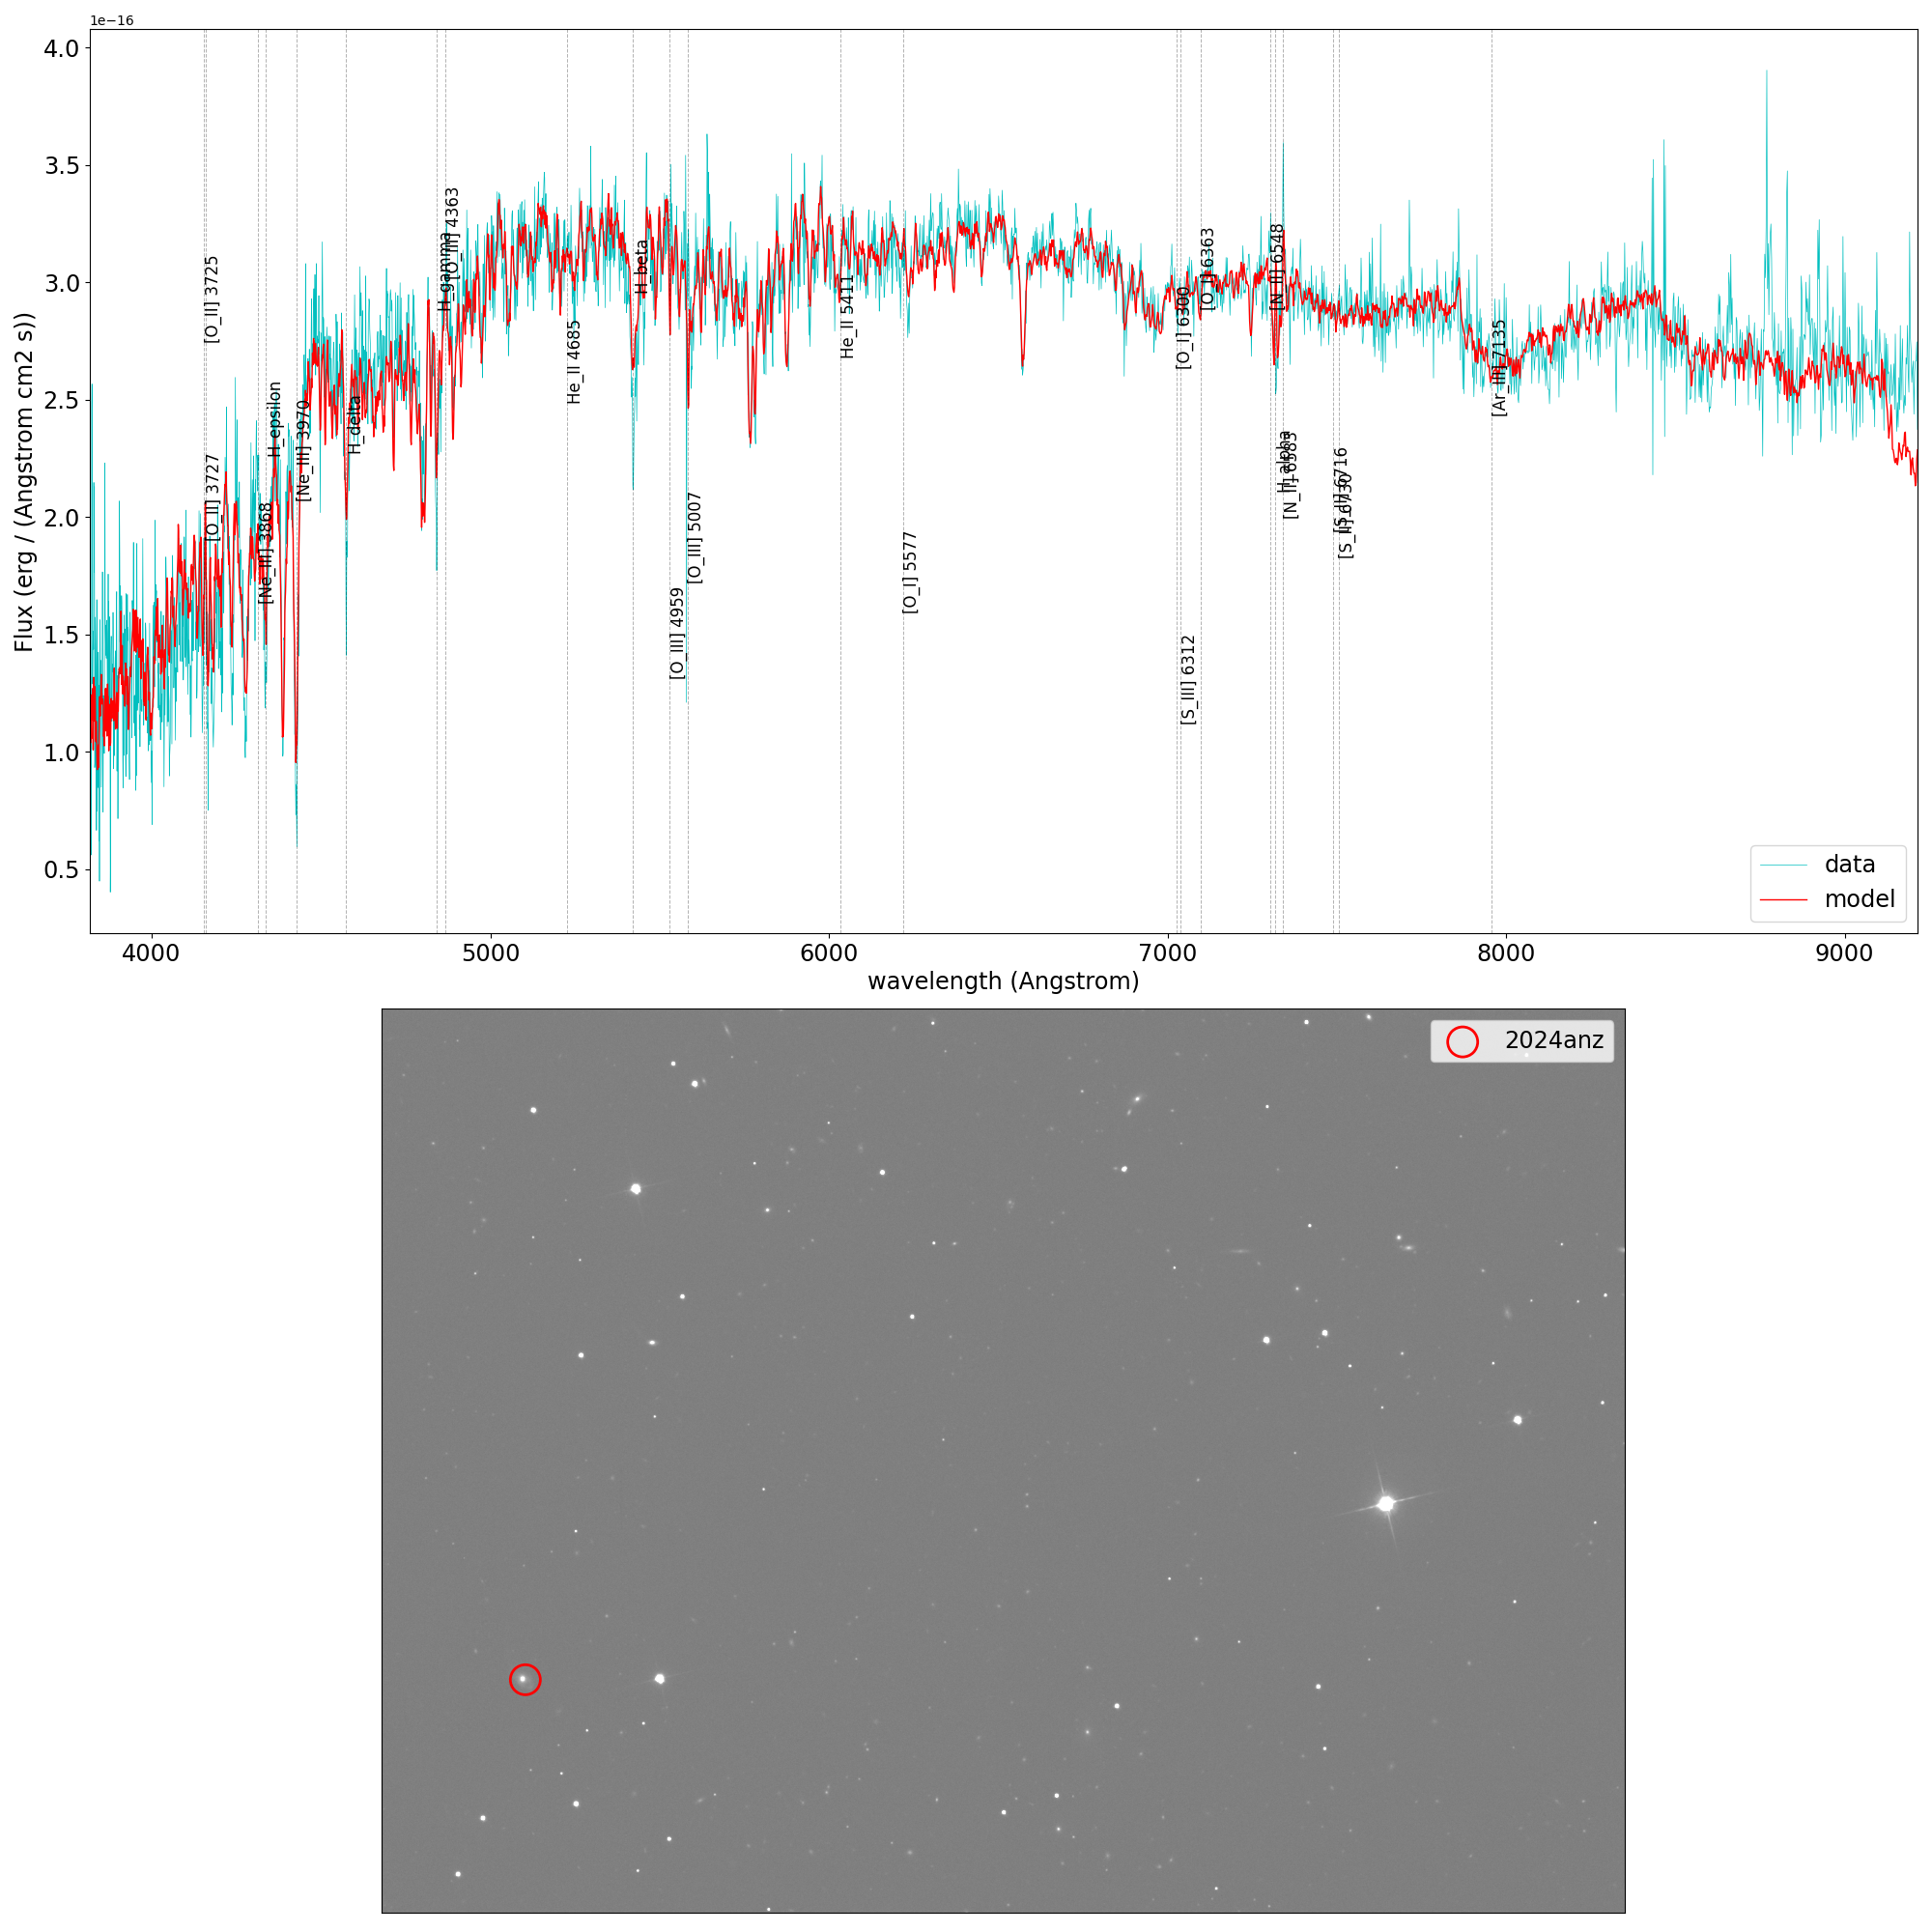 1e−16
4.0
3.5
3.0
2.5
2.0
1.5
1.0
0.5
Flux (erg / (Angstrom cm2 s))
[O_II] 3725
[O_II] 3727
[Ne_III] 3868
H_epsilon
[Ne_III] 3970
H_delta
H_gamma
[O_III] 4363
He_II 4685
H_beta
[O_III] 4959
[O_III] 5007
He_II 5411
[O_I] 5577
[O_I] 6300
[S_III] 6312
[O_I] 6363
[N_II] 6548
H_alpha
[N_II] 6583
[S_II] 6716
[S_II] 6730
[Ar_III] 7135
data
model
4000 5000 6000 7000 8000 9000
wavelength (Angstrom)
2024anz